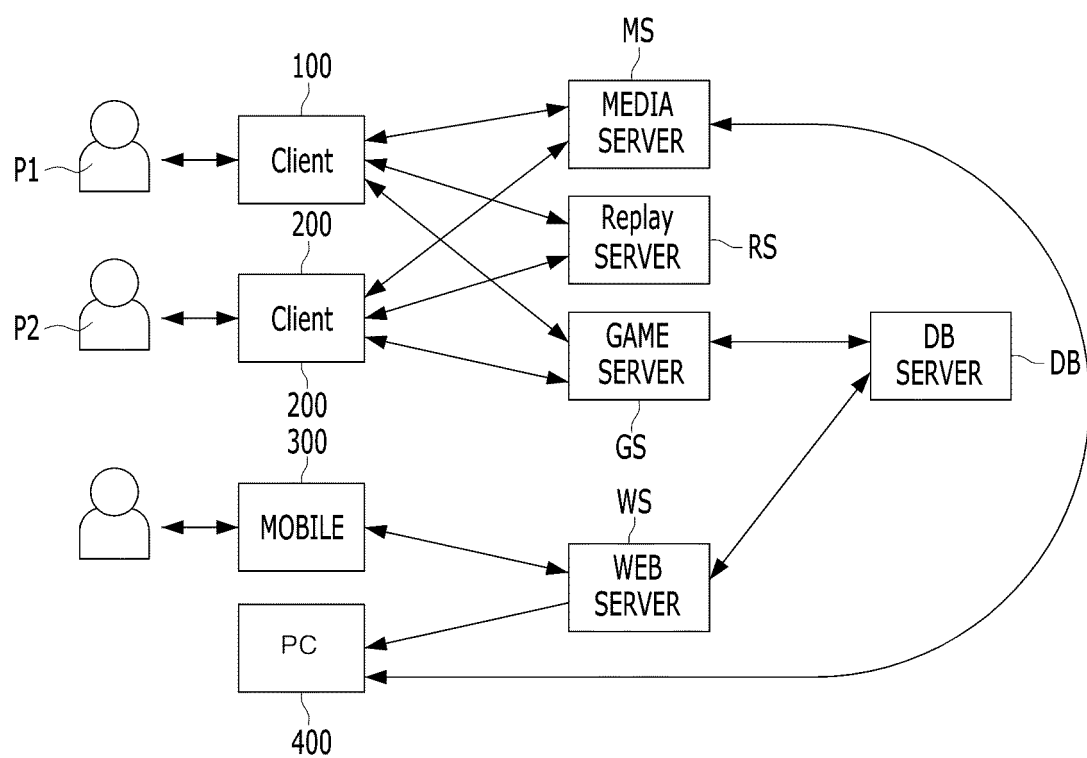 MS
100
MEDIA
SERVER
P1
Client
200
Replay
SERVER
RS
P2
Client
GAME
SERVER
DB
SERVER
DB
200
300
GS
WS
MOBILE
WEB
SERVER
PC
400